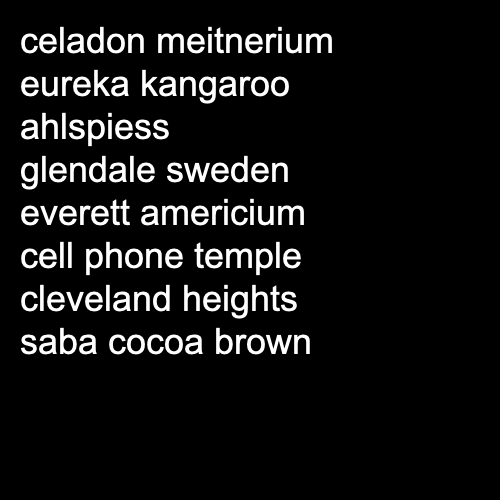 celadon meitnerium
eureka kangaroo
ahlspiess
glendale sweden
everett americium
cell phone temple
cleveland heights
saba cocoa brown